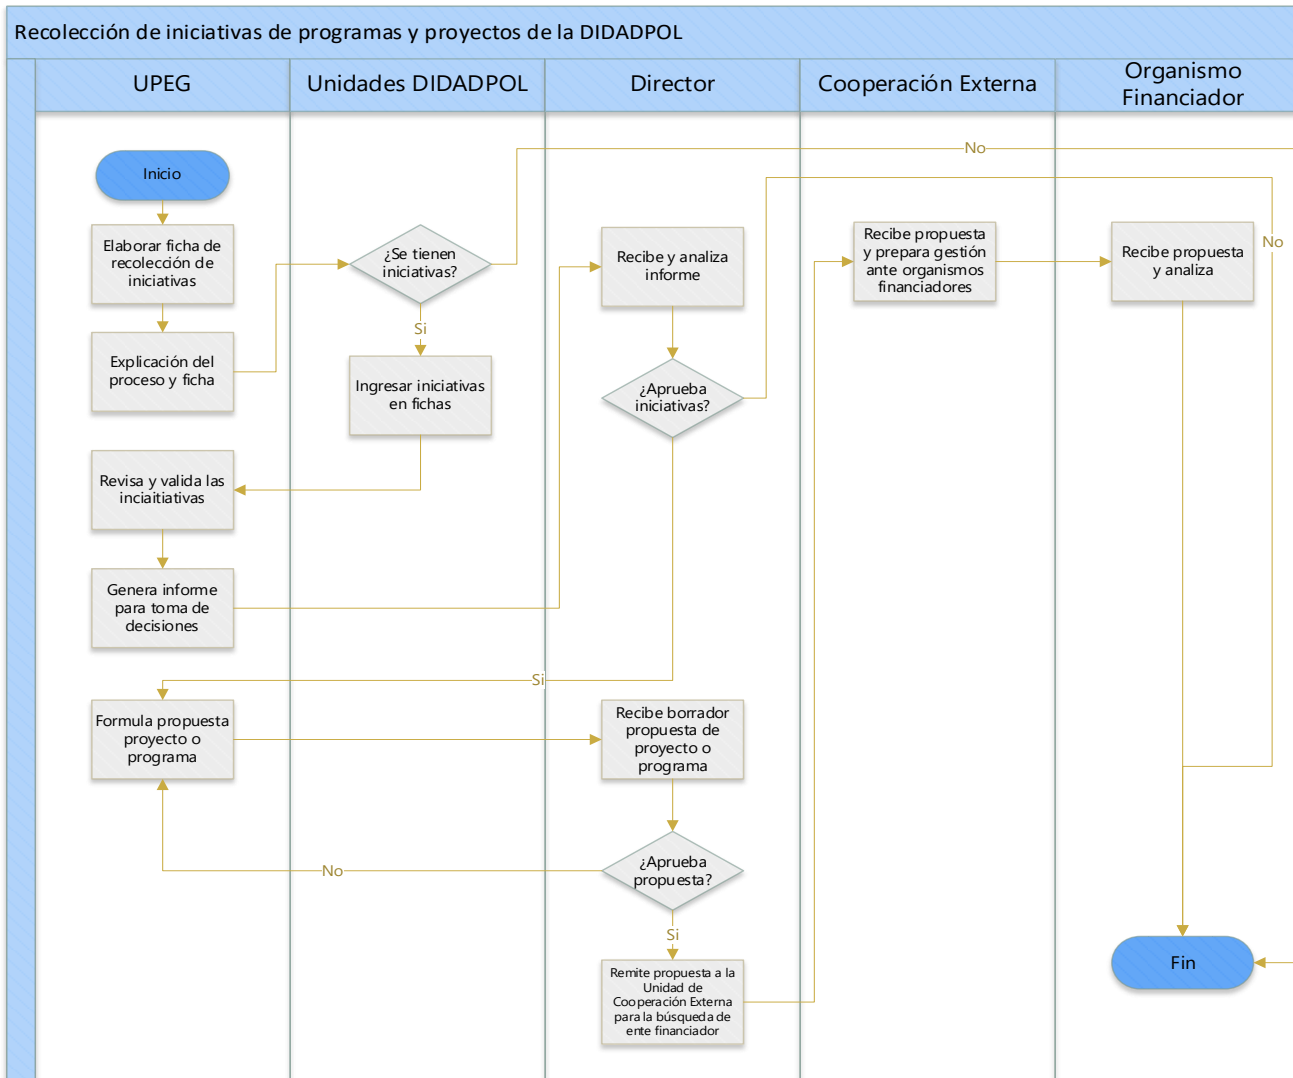 Recolección de iniciativas de programas y proyectos de la DIDADPOL
UPEG
Unidades DIDADPOL
Director
Cooperación Externa
Organismo
Financiador
Inicio
Elaborar ficha de
recolección de
iniciativas
Explicación del
proceso y ficha
Revisa y valida las
inciaitiativas
Genera informe
para toma de
decisiones
Formula propuesta
proyecto o
programa
¿Se tienen
iniciativas?
No
Si
Ingresar iniciativas
en fichas
Recibe y analiza
informe
¿Aprueba
iniciativas?
No
Si
Recibe borrador
propuesta de
proyecto o
programa
¿Aprueba
propuesta?
No
Si
Remite propuesta a la
Unidad de
Cooperación Externa
para la búsqueda de
ente financiador
Recibe propuesta
y prepara gestión
ante organismos
financiadores
Recibe propuesta
y analiza
Fin